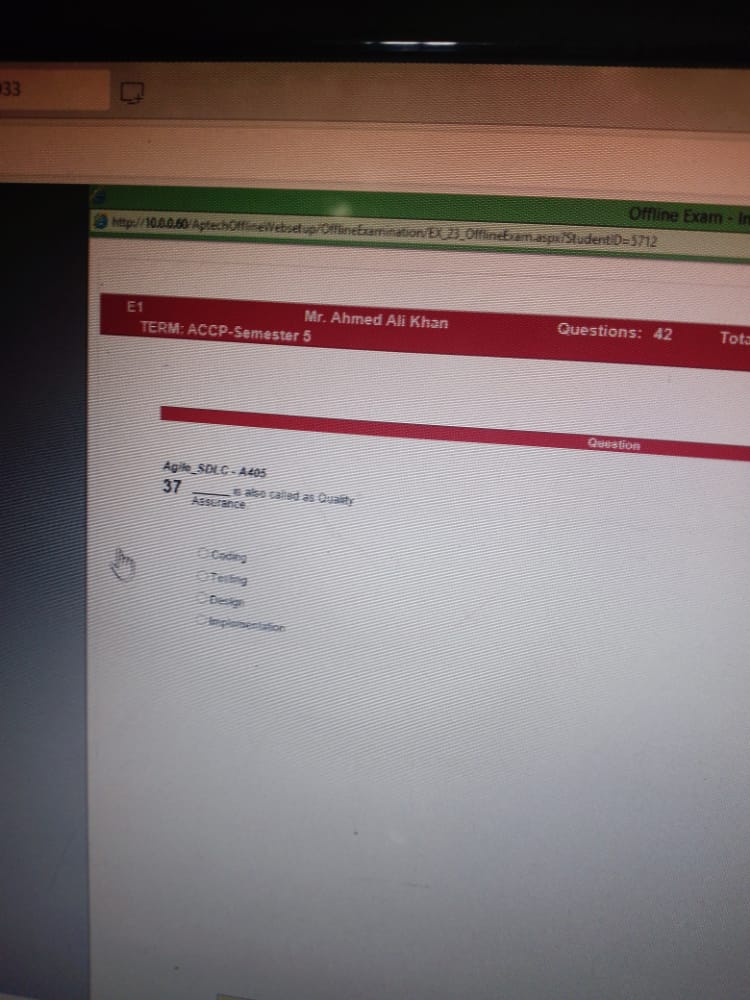 033
Offline Exam - In
http://10.0.0.60/AptechOfflineWebsetup/OfflineExamination/EX_23_OfflineExam.aspx?StudentID=5712
E1 Mr. Ahmed Ali Khan Questions: 42 Tota
TERM: ACCP-Semester 5
Question
Agile_SDLC - A405
37 ______ is also called as Quality
Assurance.
Coding
Testing
Design
Implementation